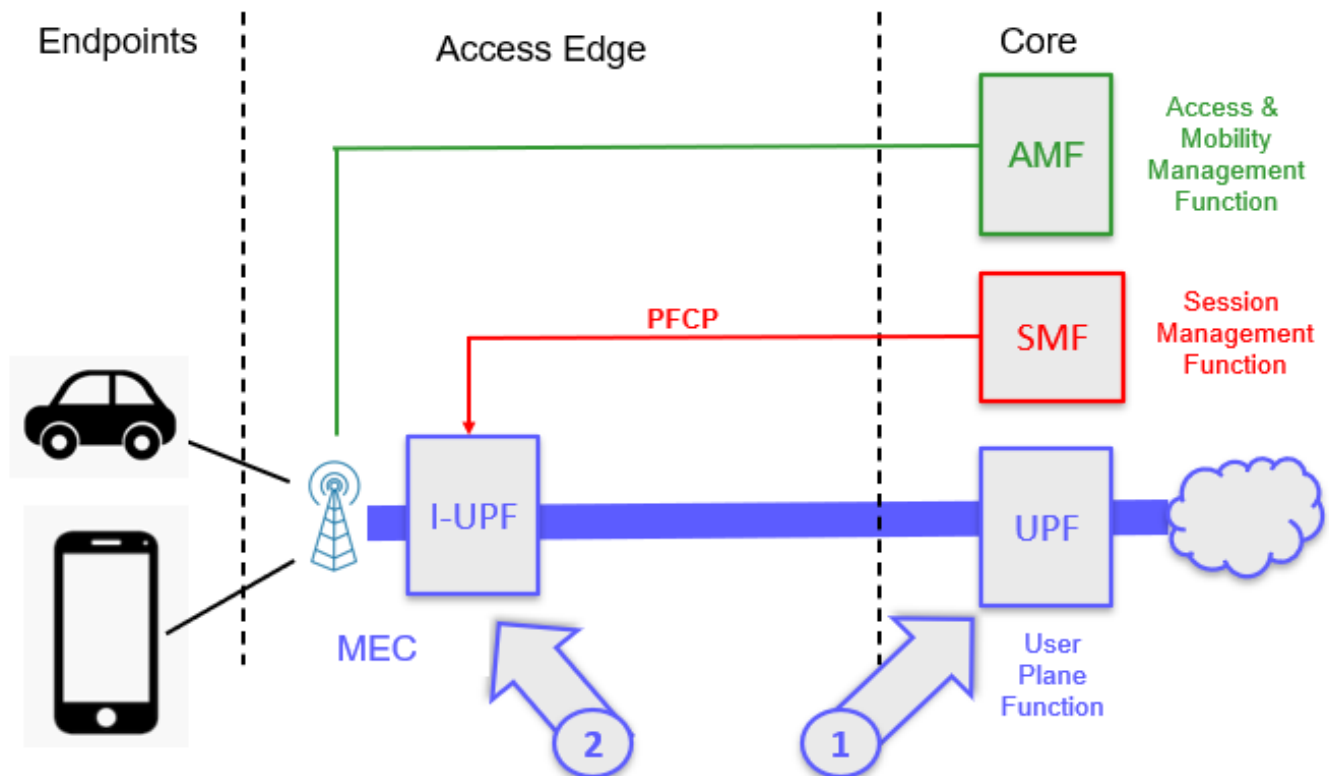 Endpoints
Access Edge
Core
AMF
Access &
Mobility
Management
Function
PFCP
SMF
Session
Management
Function
I-UPF
UPF
MEC
User
Plane
Function
2
1